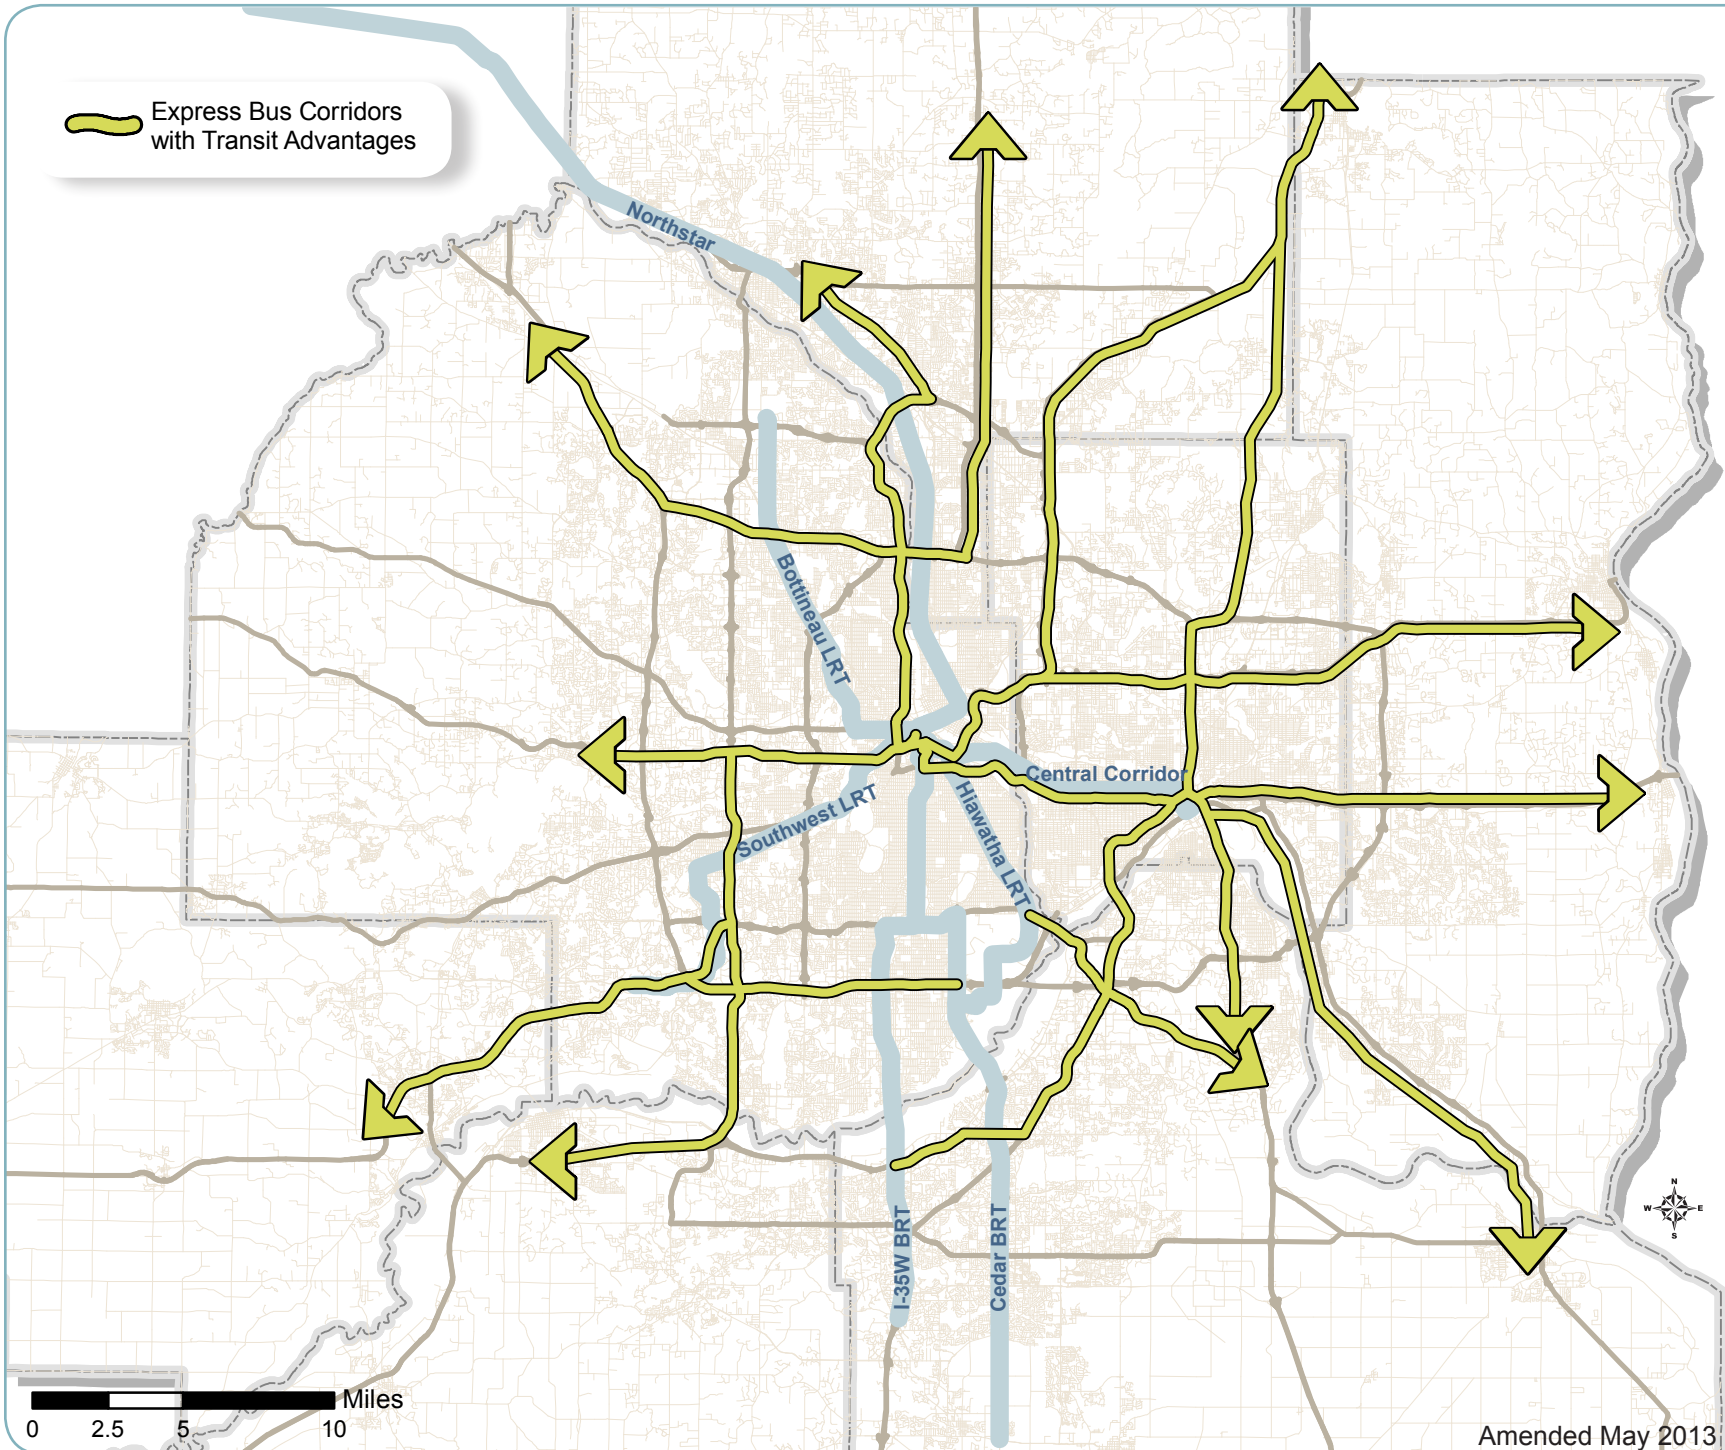 Express Bus Corridors
with Transit Advantages
Northstar
Bottineau LRT
Central Corridor
Southwest LRT
Hiawatha LRT
I-35W BRT
Cedar BRT
N
W E
S
Miles
0 2.5 5 10
Amended May 2013